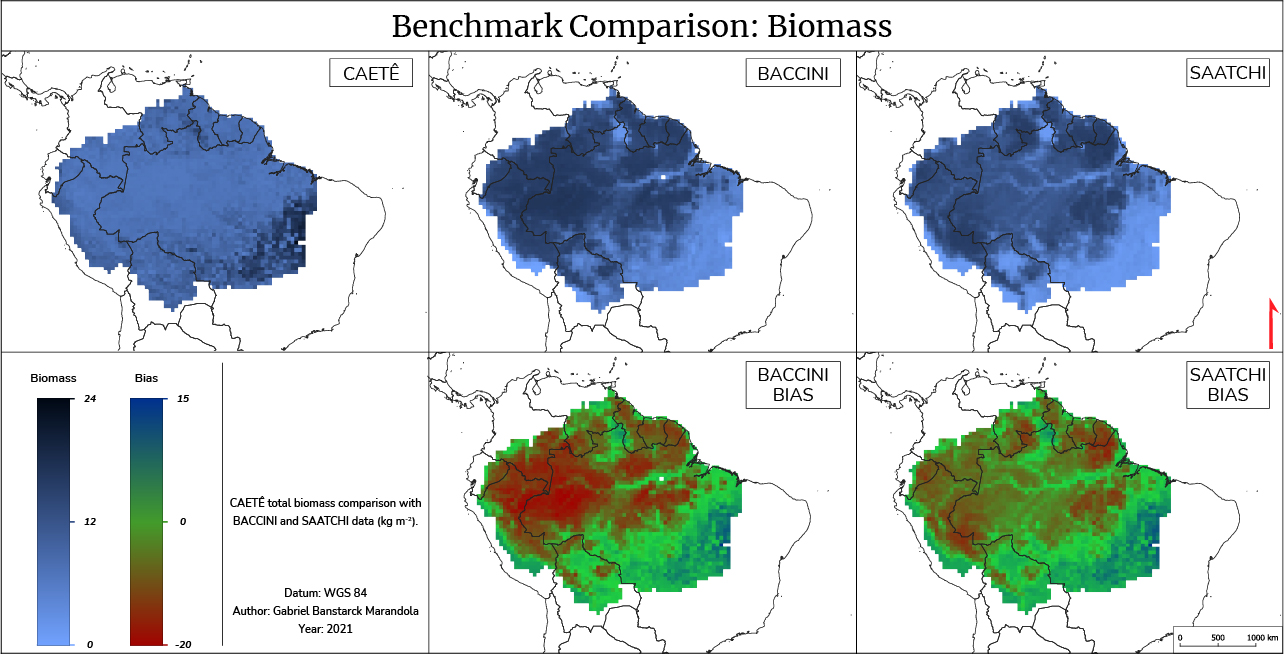 Benchmark Comparison: Biomass
CAETÊ
BACCINI
SAATCHI
Biomass
Bias
24
12
0
15
0
-20
CAETÊ total biomass comparison with
BACCINI and SAATCHI data (kg m⁻²).
Datum: WGS 84
Author: Gabriel Banstarck Marandola
Year: 2021
BACCINI
BIAS
SAATCHI
BIAS
0 500 1000 km